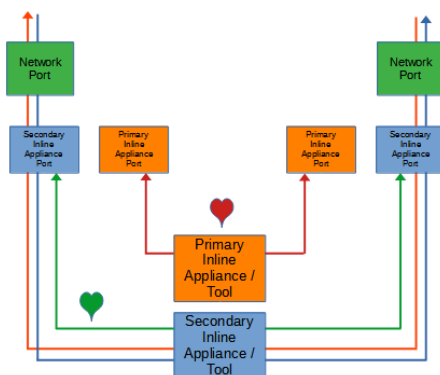 Network
Port
Network
Port
Secondary
Inline
Appliance
Port
Primary
Inline
Appliance
Port
Primary
Inline
Appliance
Port
Secondary
Inline
Appliance
Port
Primary
Inline
Appliance /
Tool
Secondary
Inline
Appliance /
Tool